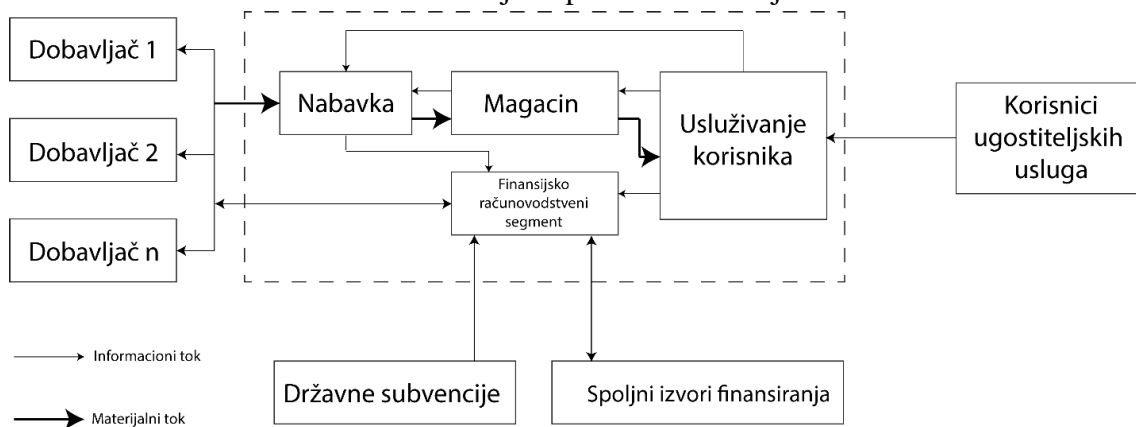 Dobavljač 1
Dobavljač 2
Dobavljač n
Nabavka
Magacin
Usluživanje
korisnika
Finansijsko
računovodstveni
segment
Korisnici
ugostiteljskih
usluga
Državne subvencije
Spoljni izvori finansiranja
Informacioni tok
Materijalni tok